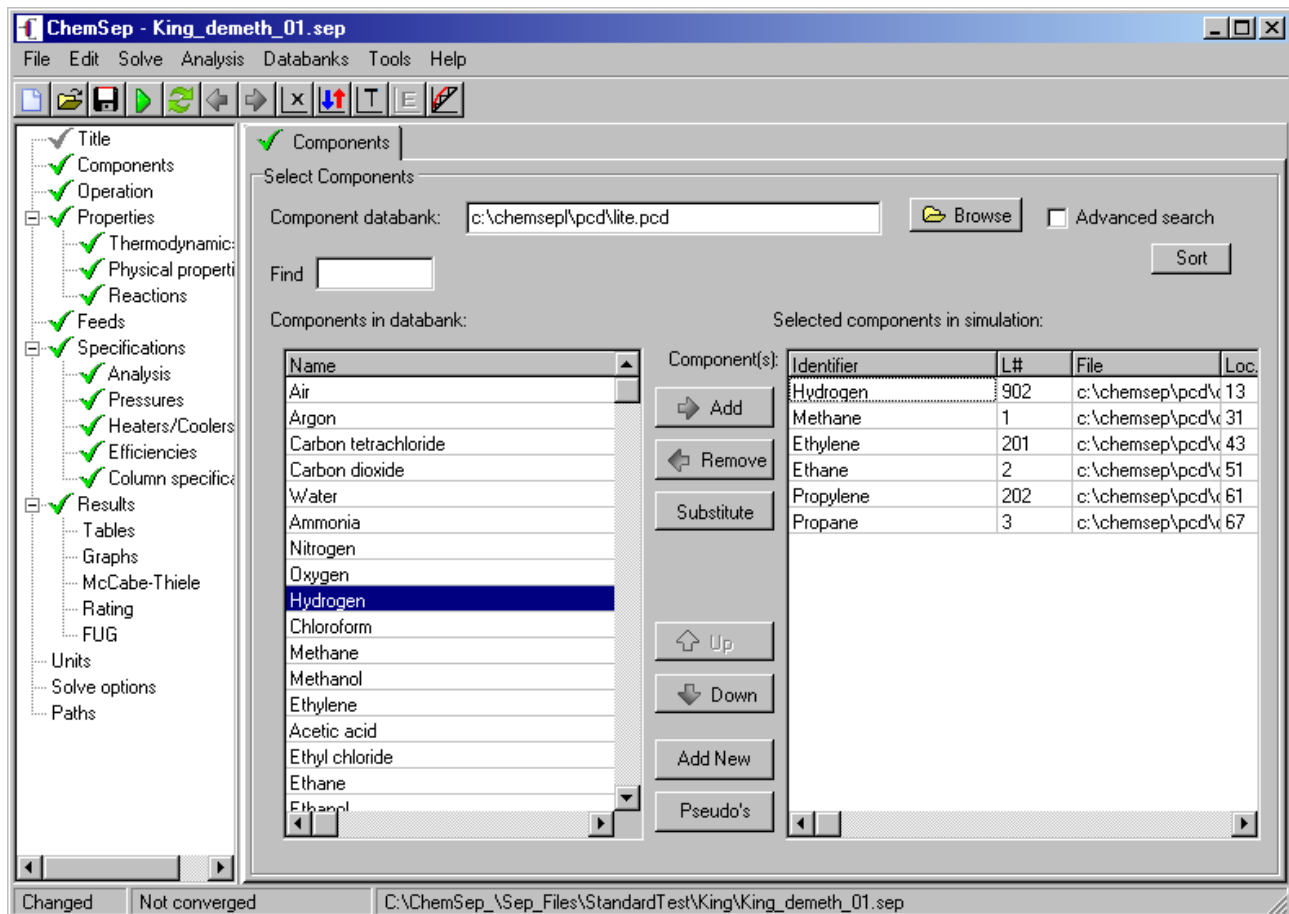 ChemSep - King_demeth_01.sep
File Edit Solve Analysis Databanks Tools Help
X T E
Title
Components
Operation
Properties
Thermodynamic
Physical properti
Reactions
Feeds
Specifications
Analysis
Pressures
Heaters/Coolers
Efficiencies
Column specifica
Results
Tables
Graphs
McCabe-Thiele
Rating
FUG
Units
Solve options
Paths
Components
Select Components
Component databank: c:\chemsepl\pcd\lite.pcd Browse Advanced search
Sort
Find
Components in databank:
Name
Air
Argon
Carbon tetrachloride
Carbon dioxide
Water
Ammonia
Nitrogen
Oxygen
Hydrogen
Chloroform
Methane
Methanol
Ethylene
Acetic acid
Ethyl chloride
Ethane
Ethanol
Component(s):
Add
Remove
Substitute
Up
Down
Add New
Pseudo's
Selected components in simulation:
Identifier L# File Loc.
Hydrogen 902 c:\chemsep\pcd\c 13
Methane 1 c:\chemsep\pcd\c 31
Ethylene 201 c:\chemsep\pcd\c 43
Ethane 2 c:\chemsep\pcd\c 51
Propylene 202 c:\chemsep\pcd\c 61
Propane 3 c:\chemsep\pcd\c 67
Changed Not converged C:\ChemSep_\Sep_Files\StandardTest\King\King_demeth_01.sep